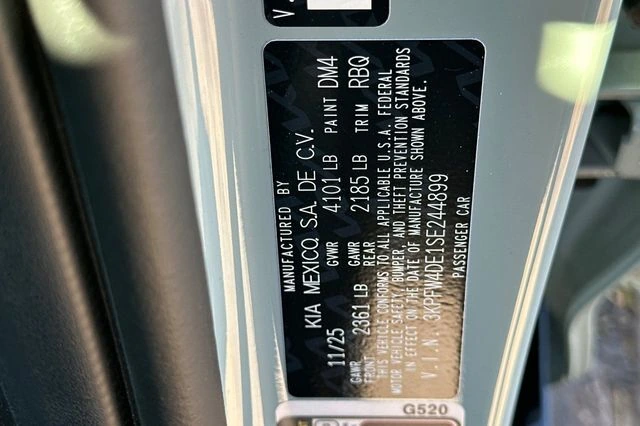 MANUFACTURED BY
KIA MEXICO, S.A. DE C.V.
11/25 GVWR 4101 LB PAINT DM4
GAWR FRONT 2361 LB GAWR REAR 2185 LB TRIM RBQ
THIS VEHICLE CONFORMS TO ALL APPLICABLE U.S.A. FEDERAL
MOTOR VEHICLE SAFETY, BUMPER, AND THEFT PREVENTION STANDARDS
IN EFFECT ON THE DATE OF MANUFACTURE SHOWN ABOVE.
V.I.N. 3KPFW4DE1SE244899
PASSENGER CAR
G520